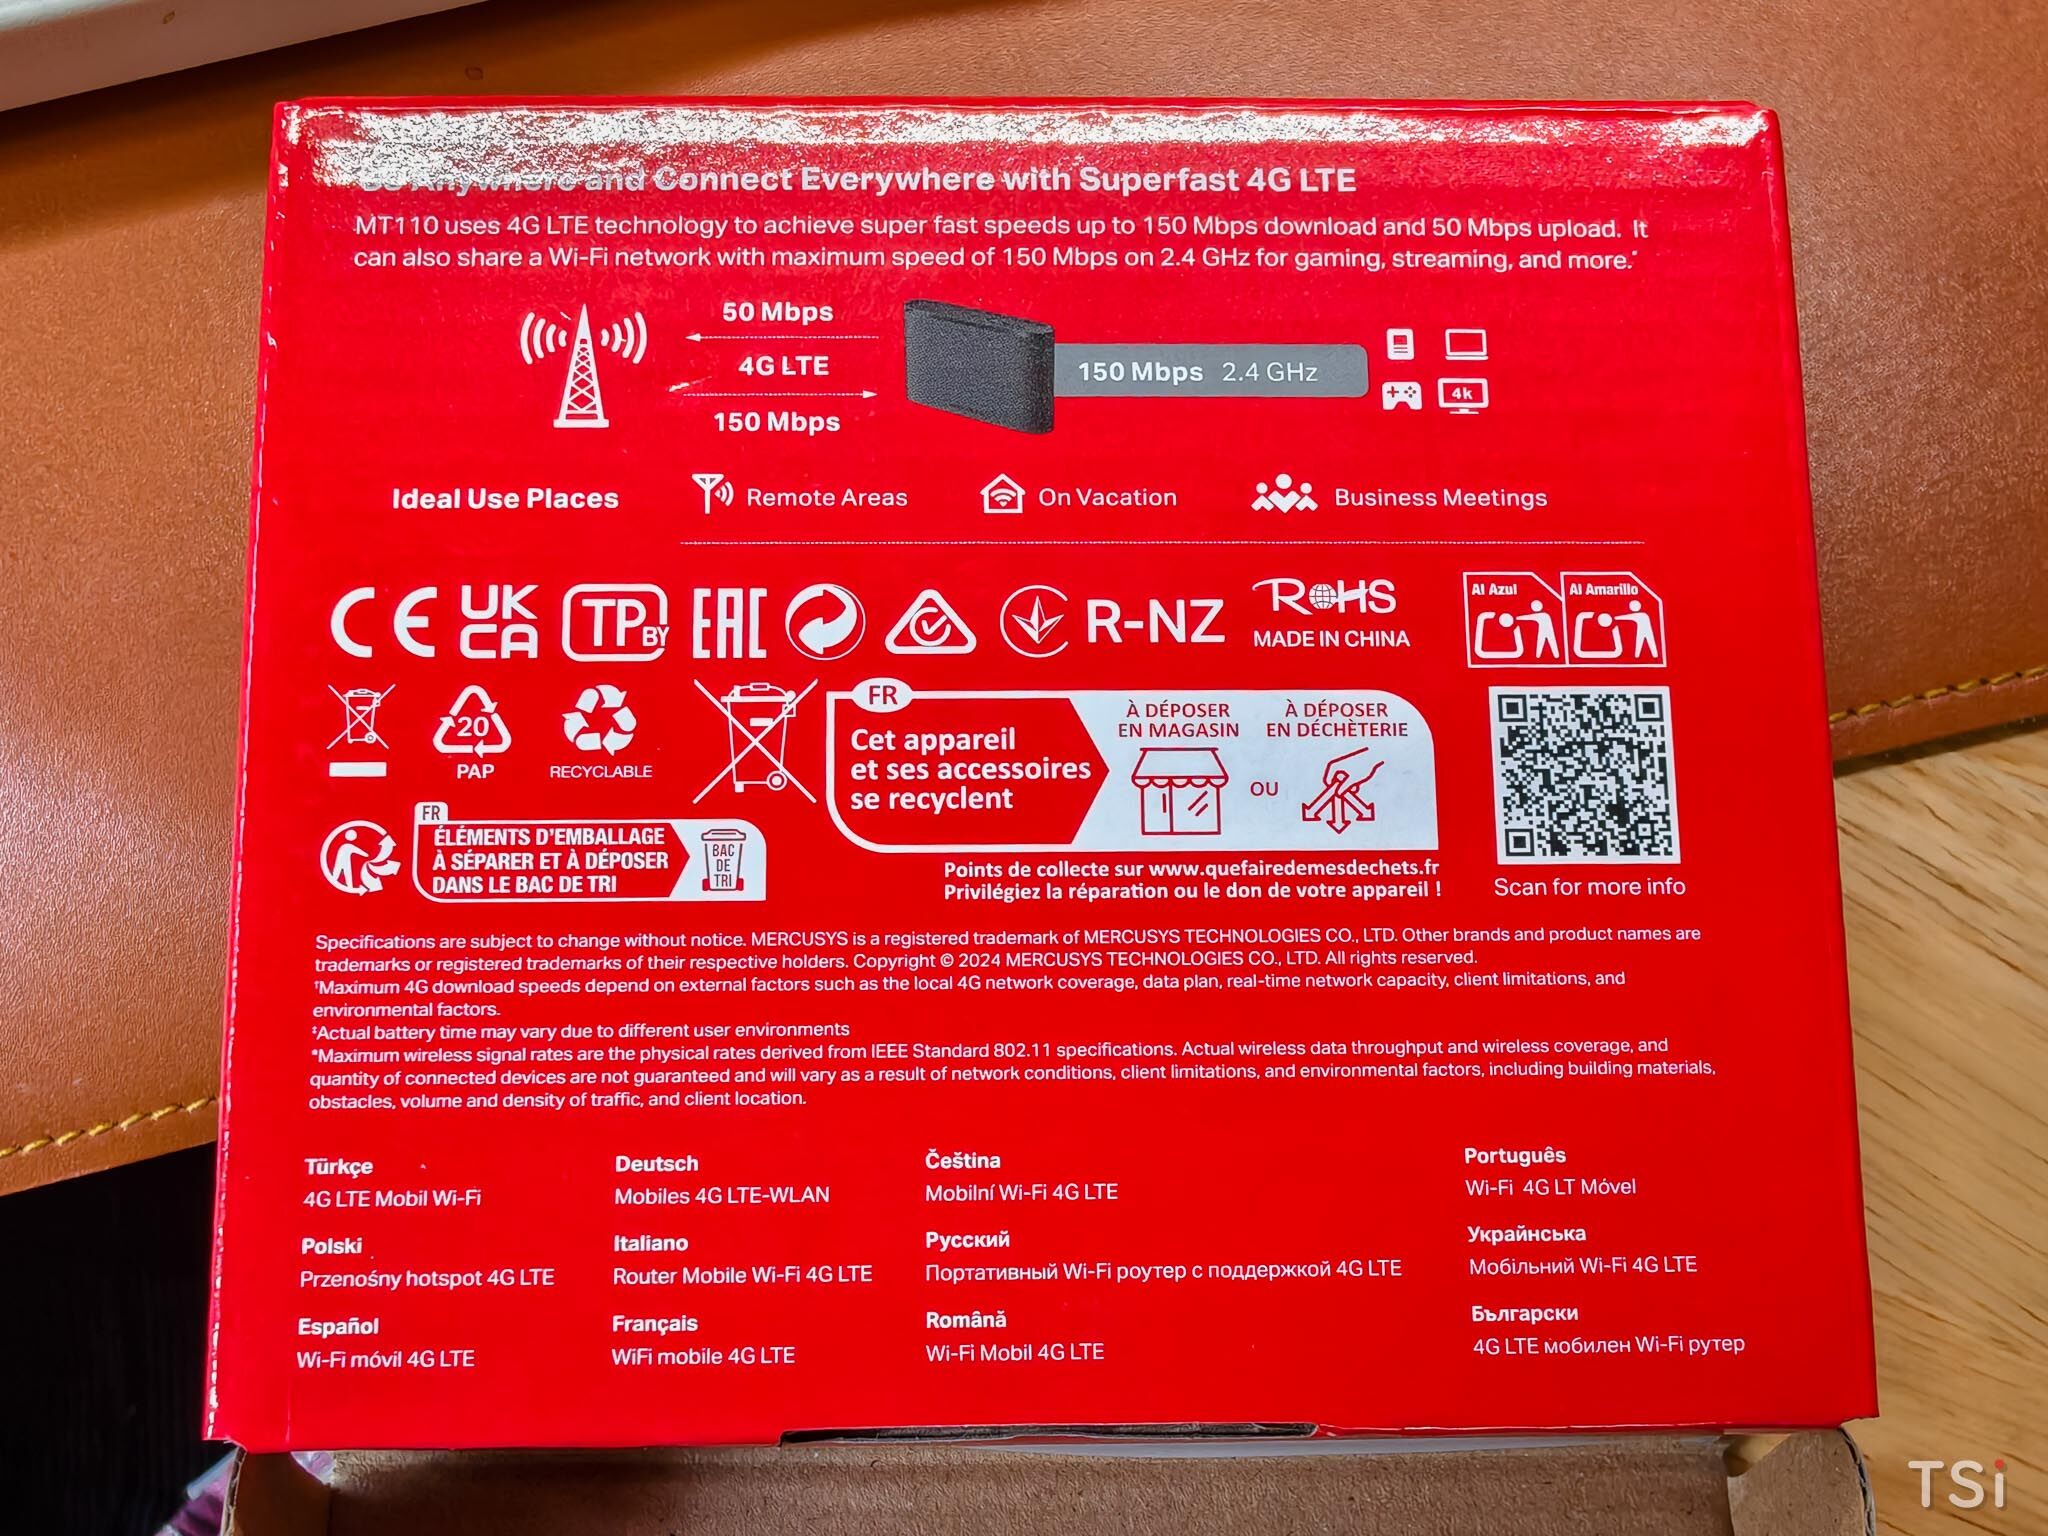 Anywhere and Connect Everywhere with Superfast 4G LTE
MT110 uses 4G LTE technology to achieve super fast speeds up to 150 Mbps download and 50 Mbps upload. It
can also share a Wi-Fi network with maximum speed of 150 Mbps on 2.4 GHz for gaming, streaming, and more.*
50 Mbps
4G LTE
150 Mbps
150 Mbps 2.4 GHz
4k
Ideal Use Places
Remote Areas
On Vacation
Business Meetings
CE
UK
CA
TP BY
EAC
R-NZ
RoHS
MADE IN CHINA
Al Azul
Al Amarillo
20
PAP
RECYCLABLE
FR
Cet appareil
et ses accessoires
se recyclent
À DÉPOSER
EN MAGASIN
OU
À DÉPOSER
EN DÉCHÈTERIE
Points de collecte sur www.quefairedemesdechets.fr
Privilégiez la réparation ou le don de votre appareil !
Scan for more info
FR
ÉLÉMENTS D'EMBALLAGE
À SÉPARER ET À DÉPOSER
DANS LE BAC DE TRI
BAC
DE
TRI
Specifications are subject to change without notice. MERCUSYS is a registered trademark of MERCUSYS TECHNOLOGIES CO., LTD. Other brands and product names are
trademarks or registered trademarks of their respective holders. Copyright © 2024 MERCUSYS TECHNOLOGIES CO., LTD. All rights reserved.
†Maximum 4G download speeds depend on external factors such as the local 4G network coverage, data plan, real-time network capacity, client limitations, and
environmental factors.
‡Actual battery time may vary due to different user environments
*Maximum wireless signal rates are the physical rates derived from IEEE Standard 802.11 specifications. Actual wireless data throughput and wireless coverage, and
quantity of connected devices are not guaranteed and will vary as a result of network conditions, client limitations, and environmental factors, including building materials,
obstacles, volume and density of traffic, and client location.
Türkçe
4G LTE Mobil Wi-Fi
Deutsch
Mobiles 4G LTE-WLAN
Čeština
Mobilní Wi-Fi 4G LTE
Português
Wi-Fi 4G LT Móvel
Polski
Przenośny hotspot 4G LTE
Italiano
Router Mobile Wi-Fi 4G LTE
Русский
Портативный Wi-Fi роутер с поддержкой 4G LTE
Українська
Мобільний Wi-Fi 4G LTE
Español
Wi-Fi móvil 4G LTE
Français
WiFi mobile 4G LTE
Română
Wi-Fi Mobil 4G LTE
Български
4G LTE мобилен Wi-Fi рутер
TSi